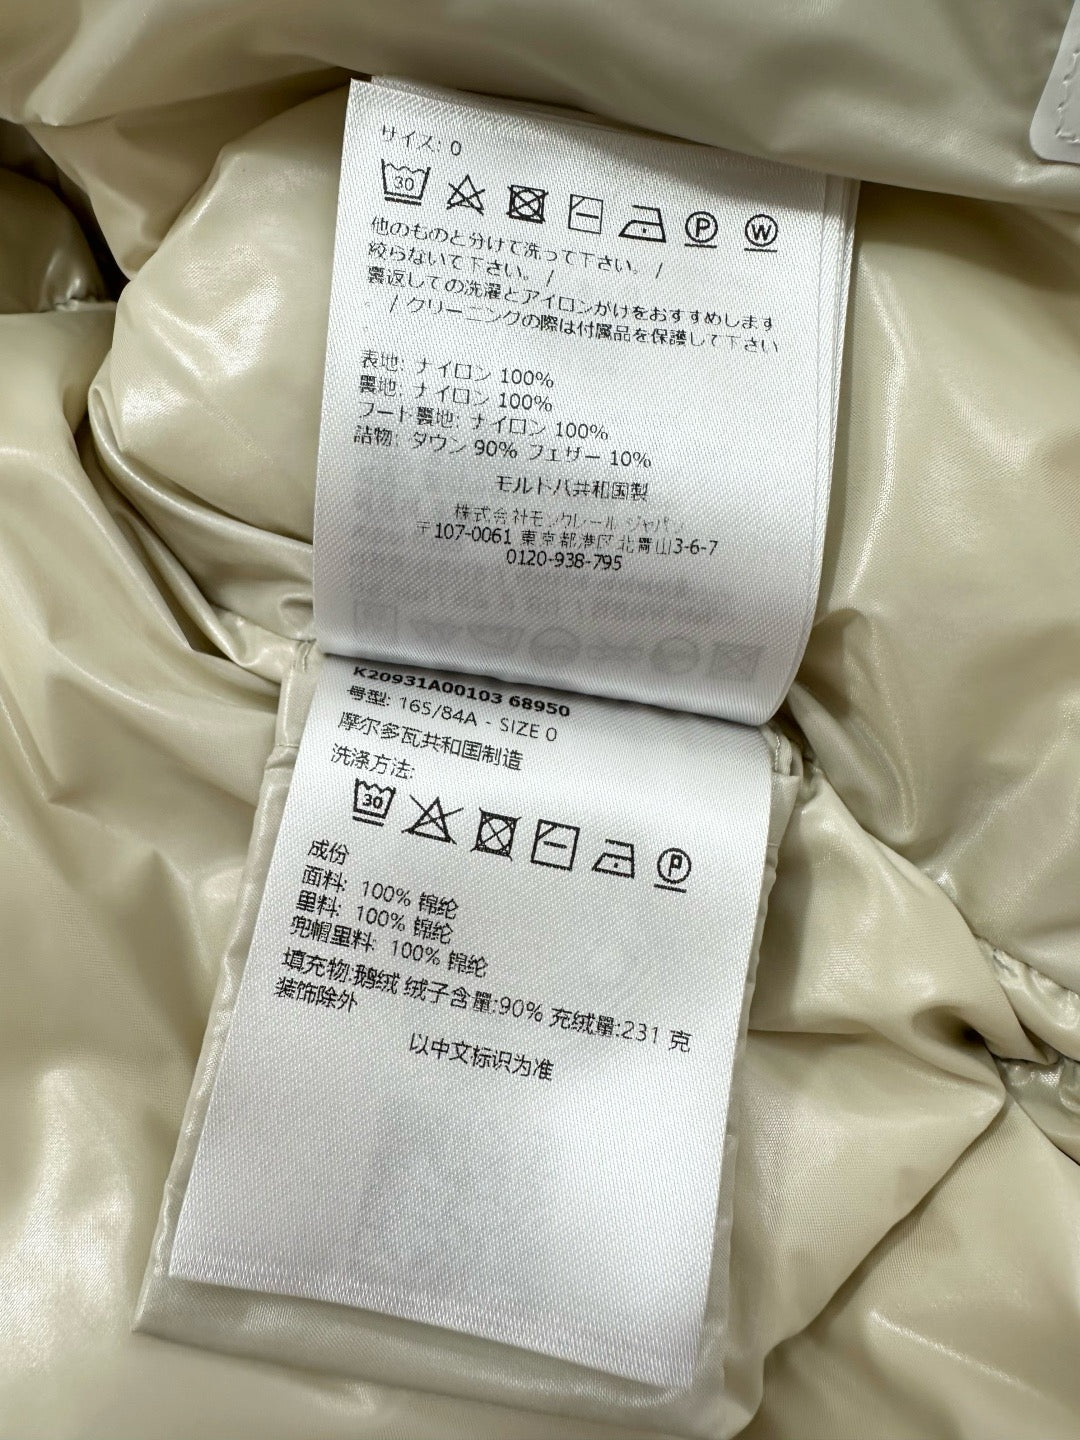 サイズ: 0
30
P W
他のものと分けて洗って下さい。 /
絞らないて下さい。 /
裏返しての洗濯とアイロンがけをおすすめします
/ クリーニングの際は付属品を保護して下さい
表地: ナイロン 100%
裏地: ナイロン 100%
フート裏地: ナイロン 100%
詰物: ダウン 90% フェザー 10%
モルドバ共和国製
株式会社モンクレール ジャパン
〒107-0061 東京都港区北青山3-6-7
0120-938-795
K20931A00103 68950
号型: 165/84A - SIZE 0
摩尔多瓦共和国制造
洗涤方法:
30
P
成份
面料: 100% 锦纶
里料: 100% 锦纶
兜帽里料: 100% 锦纶
填充物:鹅绒 绒子含量:90% 充绒量:231 克
装饰除外
以中文标识为准